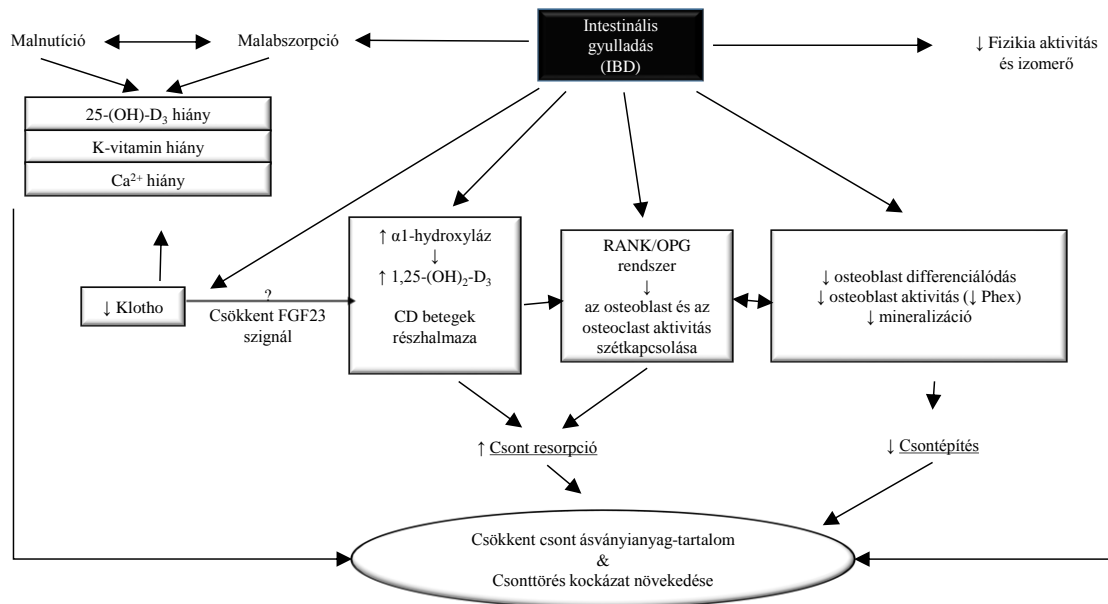 Intestinális
gyulladás
(IBD)
Malnutíció
Malabszorpció
↓ Fizikia aktivitás
és izomerő
25-(OH)-D₃ hiány
K-vitamin hiány
Ca²⁺ hiány
↓ Klotho
?
Csökkent FGF23
szignál
↑ α1-hydroxyláz
↓
↑ 1,25-(OH)₂-D₃
CD betegek
részhalmaza
RANK/OPG
rendszer
↓
az osteoblast és az
osteoclast aktivitás
szétkapcsolása
↓ osteoblast differenciálódás
↓ osteoblast aktivitás (↓ Phex)
↓ mineralizáció
↑ Csont resorpció
↓ Csontépítés
Csökkent csont ásványianyag-tartalom
&
Csonttörés kockázat növekedése